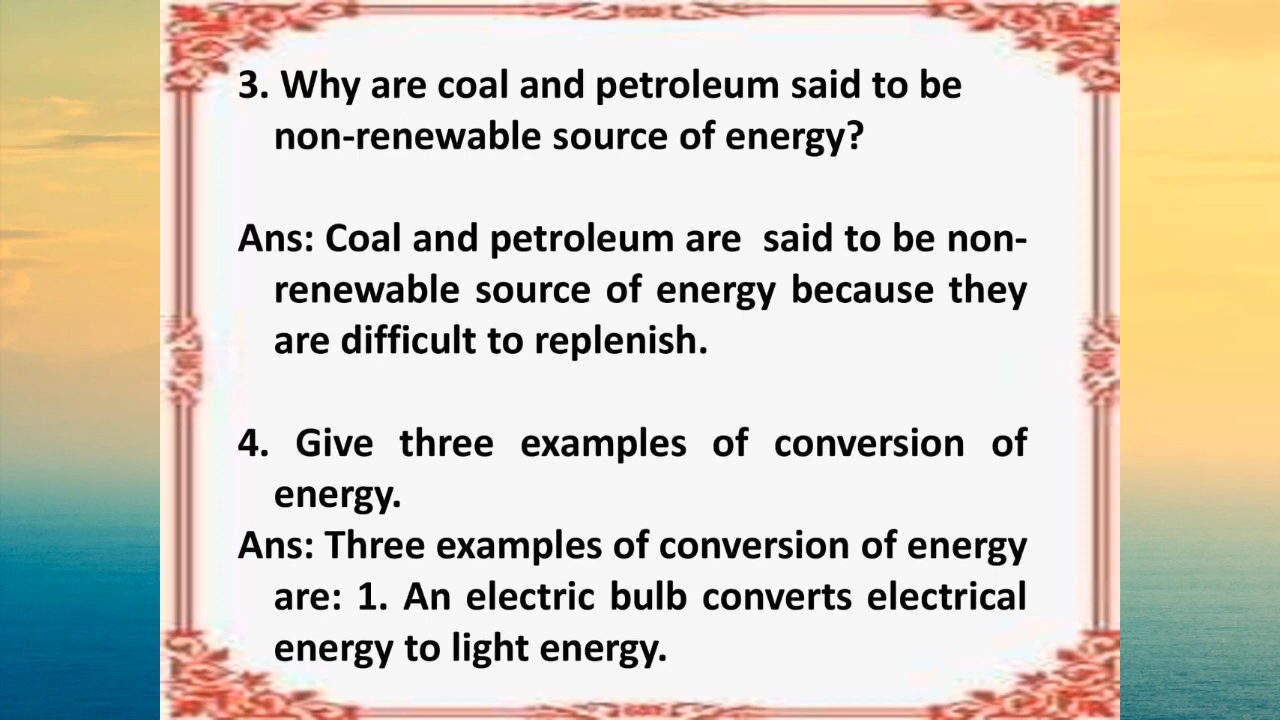 3. Why are coal and petroleum said to be
non-renewable source of energy?
Ans: Coal and petroleum are  said to be non-
renewable source of energy because they
are difficult to replenish.
4. Give three examples of conversion of
energy.
Ans: Three examples of conversion of energy
are: 1. An electric bulb converts electrical
energy to light energy.